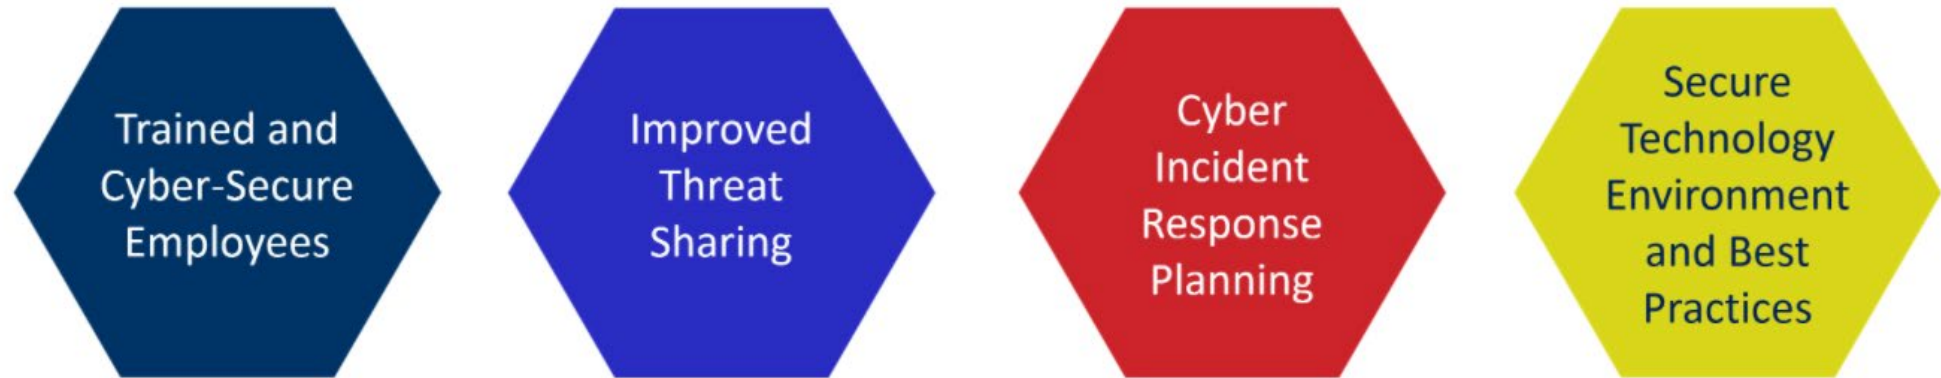 Trained and
Cyber-Secure
Employees
Improved
Threat
Sharing
Cyber
Incident
Response
Planning
Secure
Technology
Environment
and Best
Practices